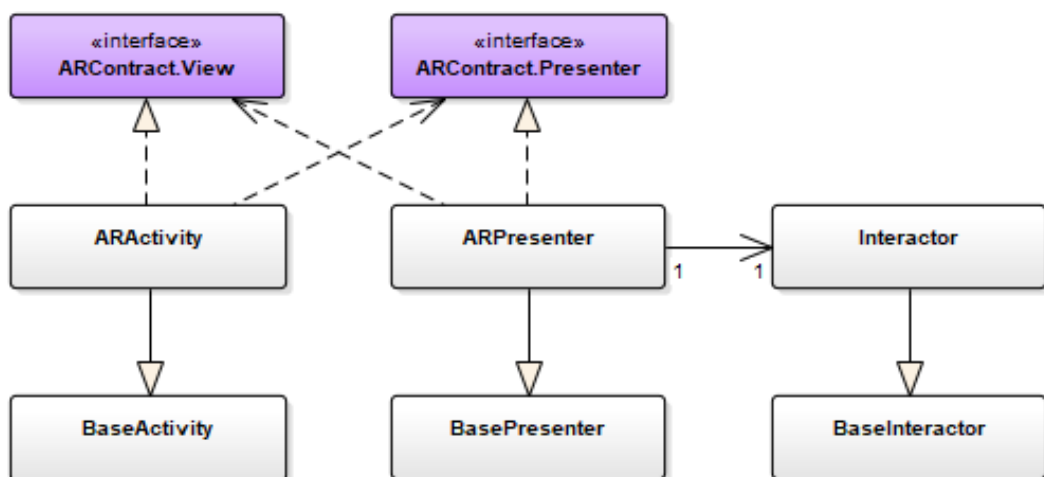 «interface»
ARContract.View
«interface»
ARContract.Presenter
ARActivity
ARPresenter
Interactor
1
1
BaseActivity
BasePresenter
BaseInteractor